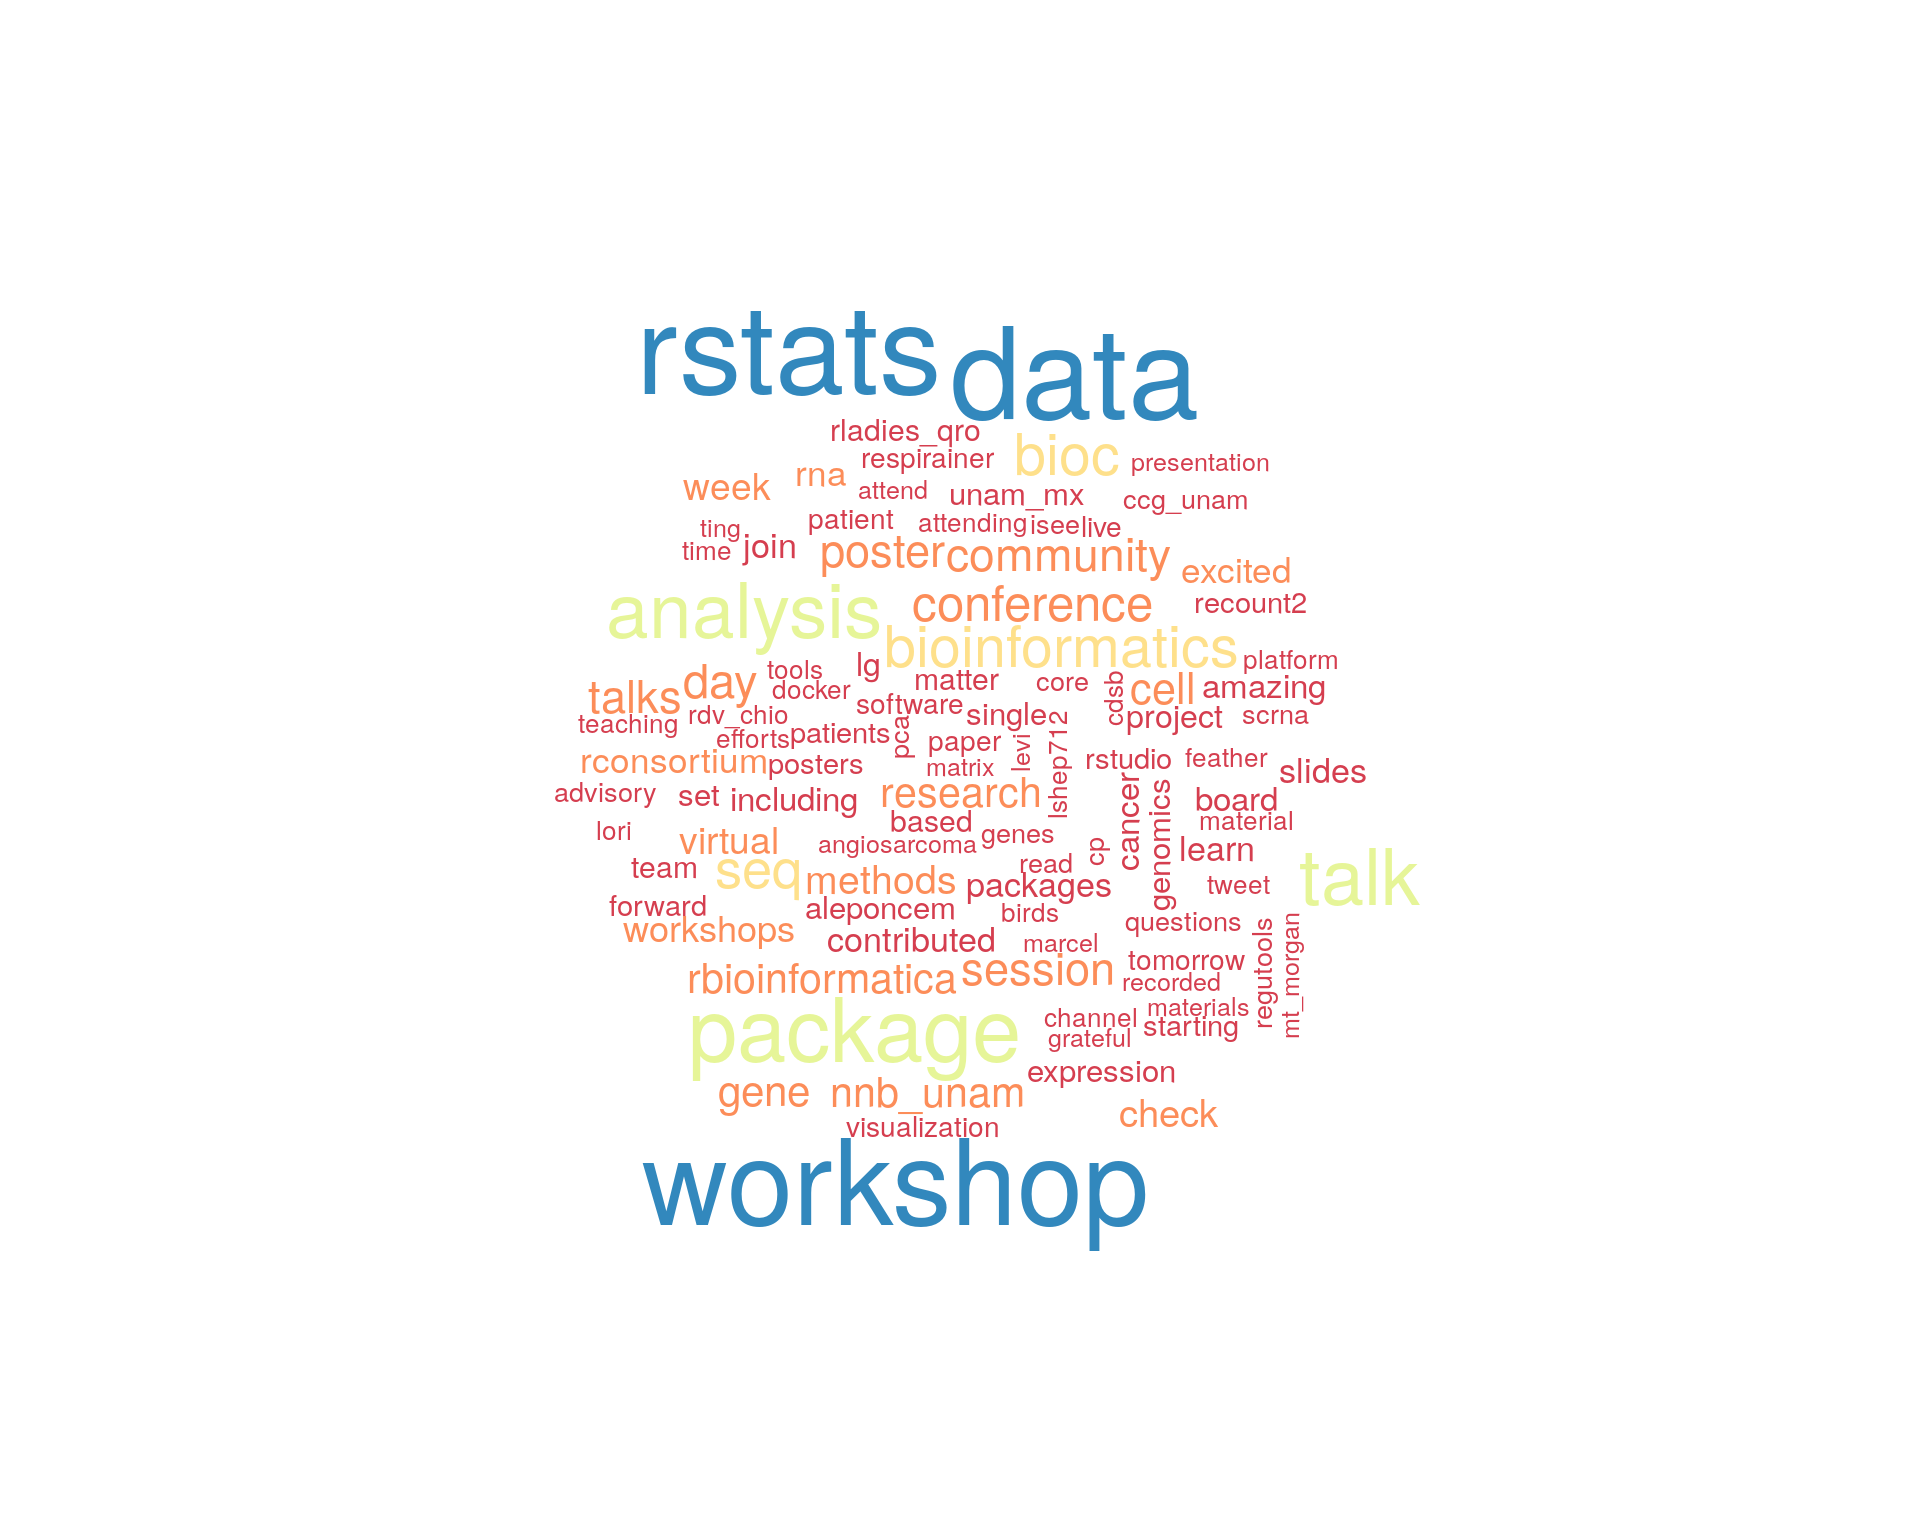 rstats data
rladies_qro
respirainer bioc presentation
week rna attend unam_mx ccg_unam
ting patient attending isee live
time join poster community
excited
analysis conference recount2
bioinformatics platform
talks day tools lg matter core cdsb cell amazing
docker
teaching rdv_chio software single project scrna
efforts patients pca paper levi lshep712 rstudio feather
rconsortium posters matrix cancer slides
advisory set including research genomics board
lori based material
virtual angiosarcoma genes cp learn
team seq methods read packages tweet talk
forward aleponcem birds
workshops contributed marcel questions regutools mt_morgan
tomorrow
rbioinformatica session recorded
package channel materials
grateful starting
gene nnb_unam expression
visualization check
workshop